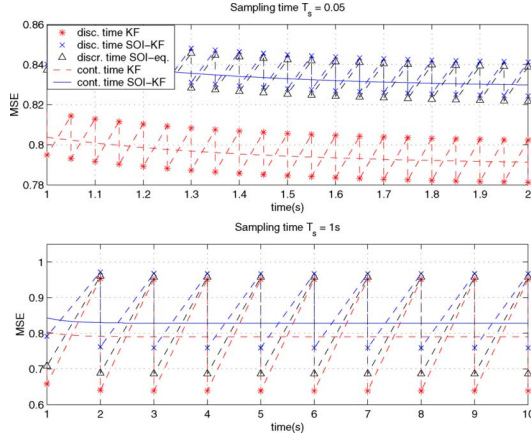 Sampling time Ts = 0.05
0.86
0.84
0.82
0.8
0.78
MSE
disc. time KF
disc. time SOI-KF
discr. time SOI-eq.
cont. time KF
cont. time SOI-KF
1 1.1 1.2 1.3 1.4 1.5 1.6 1.7 1.8 1.9 2
time(s)
Sampling time Ts = 1s
1
0.9
0.8
0.7
0.6
MSE
1 2 3 4 5 6 7 8 9 10
time(s)